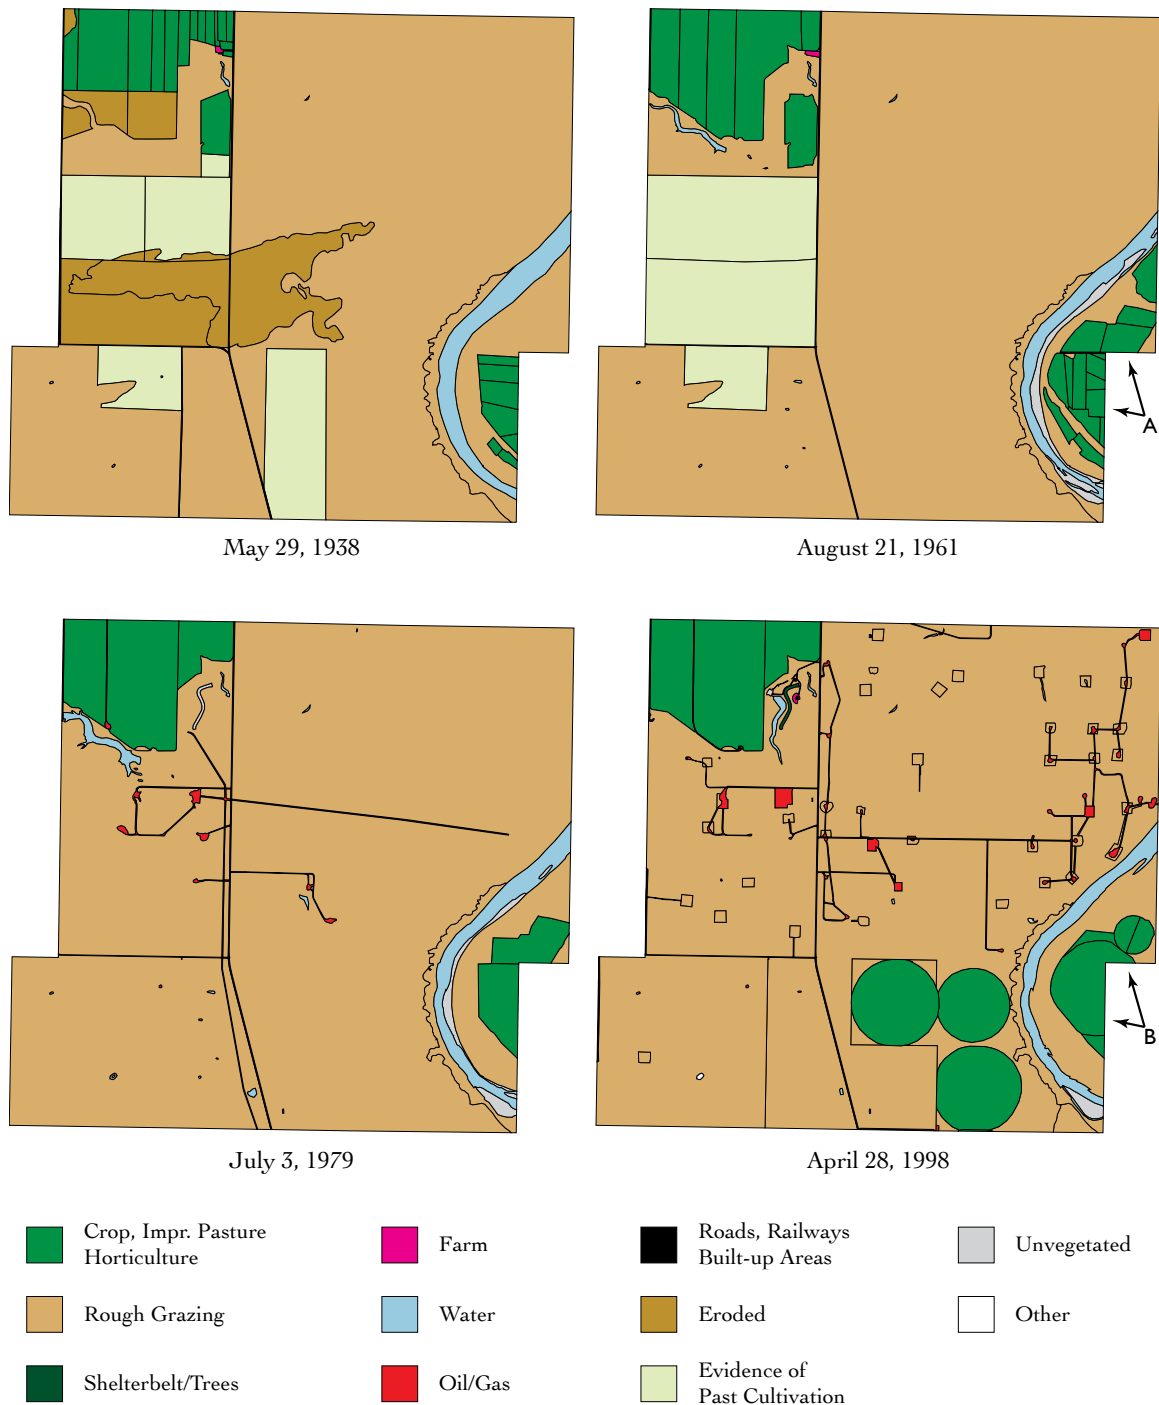 A
May 29, 1938
August 21, 1961
B
July 3, 1979
April 28, 1998
Crop, Impr. Pasture
Horticulture
Farm
Roads, Railways
Built-up Areas
Unvegetated
Rough Grazing
Water
Eroded
Other
Shelterbelt/Trees
Oil/Gas
Evidence of
Past Cultivation